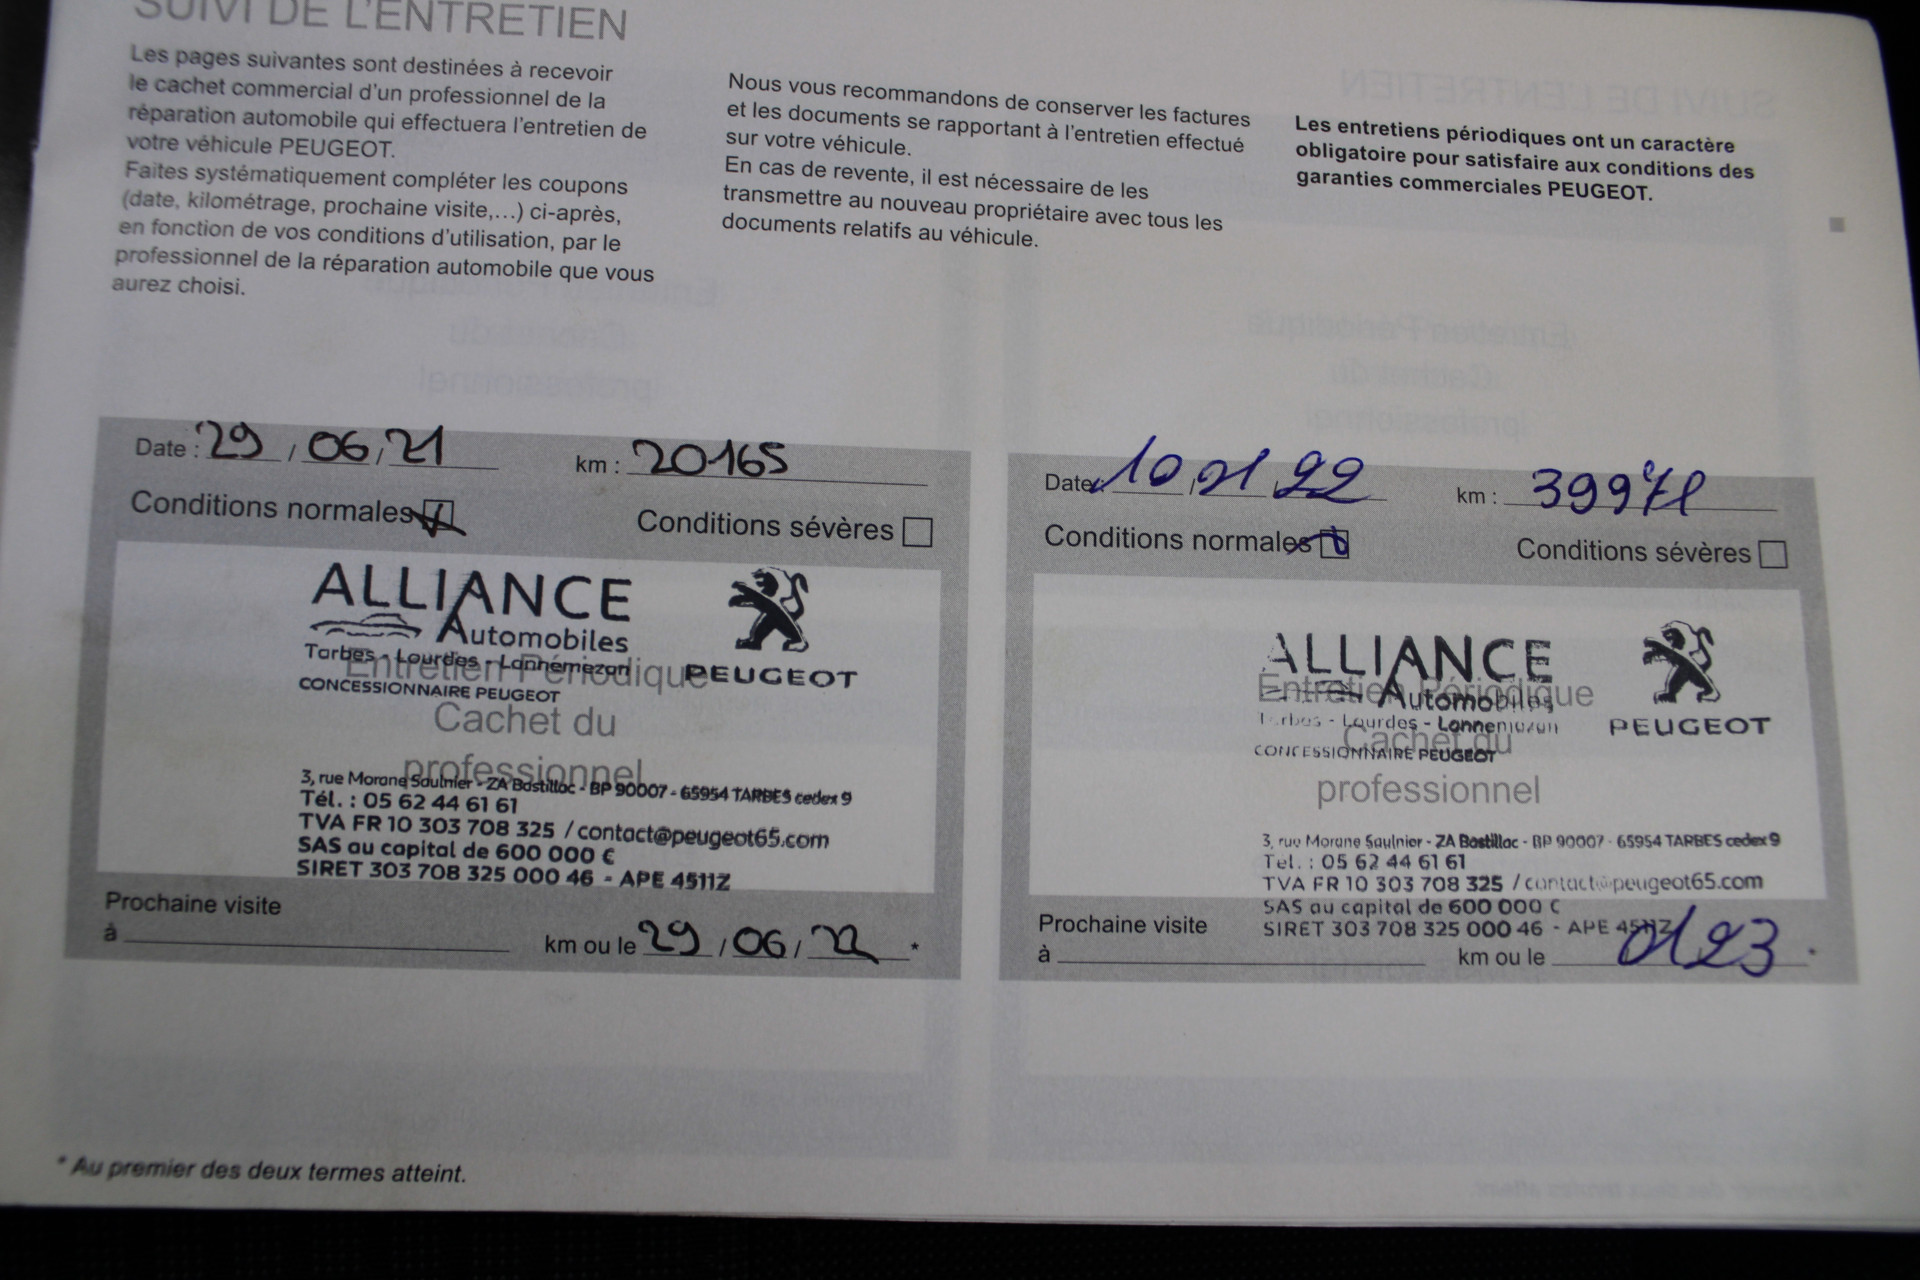 SUIVI DE L'ENTRETIEN
Les pages suivantes sont destinées à recevoir
le cachet commercial d'un professionnel de la
réparation automobile qui effectuera l'entretien de
votre véhicule PEUGEOT.
Faites systématiquement compléter les coupons
(date, kilométrage, prochaine visite,...) ci-après,
en fonction de vos conditions d'utilisation, par le
professionnel de la réparation automobile que vous
aurez choisi.
Nous vous recommandons de conserver les factures
et les documents se rapportant à l'entretien effectué
sur votre véhicule.
En cas de revente, il est nécessaire de les
transmettre au nouveau propriétaire avec tous les
documents relatifs au véhicule.
Les entretiens périodiques ont un caractère
obligatoire pour satisfaire aux conditions des
garanties commerciales PEUGEOT.
Date : 29 / 06 / 21 km : 20165
Conditions normales Conditions sévères
ALLIANCE
Automobiles
Tarbes - Lourdes - Lannemezan
PEUGEOT
Entretien Périodique
CONCESSIONNAIRE PEUGEOT
Cachet du
professionnel
3, rue Morane Saulnier - ZA Bastillac - BP 90007 - 65954 TARBES cedex 9
Tél. : 05 62 44 61 61
TVA FR 10 303 708 325 / contact@peugeot65.com
SAS au capital de 600 000 €
SIRET 303 708 325 000 46 - APE 4511Z
Prochaine visite
à km ou le 29 / 06 / 22 *
Date : 10 / 01 / 22 km : 39971
Conditions normales Conditions sévères
ALLIANCE
Entretien Périodique
Automobiles
Tarbes - Lourdes - Lannemezan
PEUGEOT
Cachet du
CONCESSIONNAIRE PEUGEOT
professionnel
3, rue Morane Saulnier - ZA Bastillac - BP 90007 - 65954 TARBES cedex 9
Tél. : 05 62 44 61 61
TVA FR 10 303 708 325 / contact@peugeot65.com
SAS au capital de 600 000 €
SIRET 303 708 325 000 46 - APE 4511Z
Prochaine visite
à km ou le 01 23 *
* Au premier des deux termes atteint.